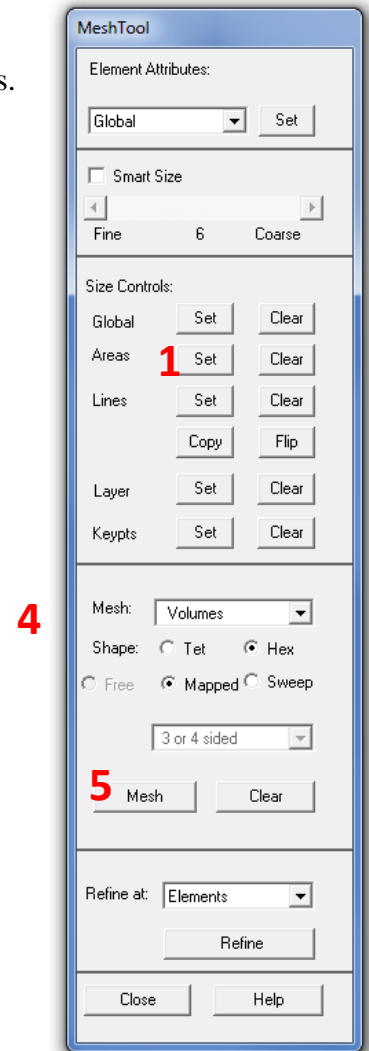 MeshTool
s.
Element Attributes:
Global Set
Smart Size
Fine 6 Coarse
Size Controls:
Global Set Clear
Areas 1 Set Clear
Lines Set Clear
Copy Flip
Layer Set Clear
Keypts Set Clear
4 Mesh: Volumes
Shape: Tet Hex
Free Mapped Sweep
3 or 4 sided
5 Mesh Clear
Refine at: Elements
Refine
Close Help